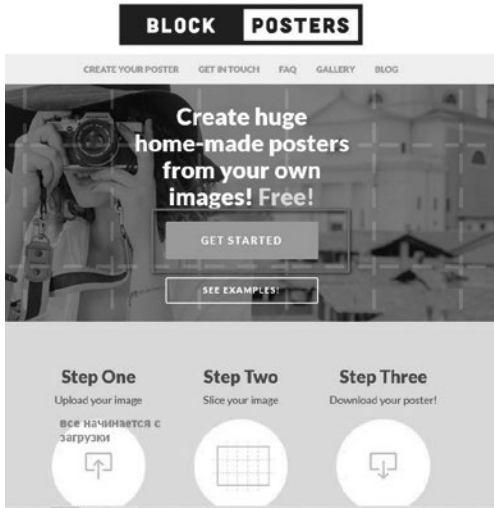 BLOCK POSTERS
CREATE YOUR POSTER GET IN TOUCH FAQ GALLERY BLOG
Create huge
home-made posters
from your own
images! Free!
GET STARTED
SEE EXAMPLES!
Step One Step Two Step Three
Upload your image Slice your image Download your poster!
все начинается с
загрузки